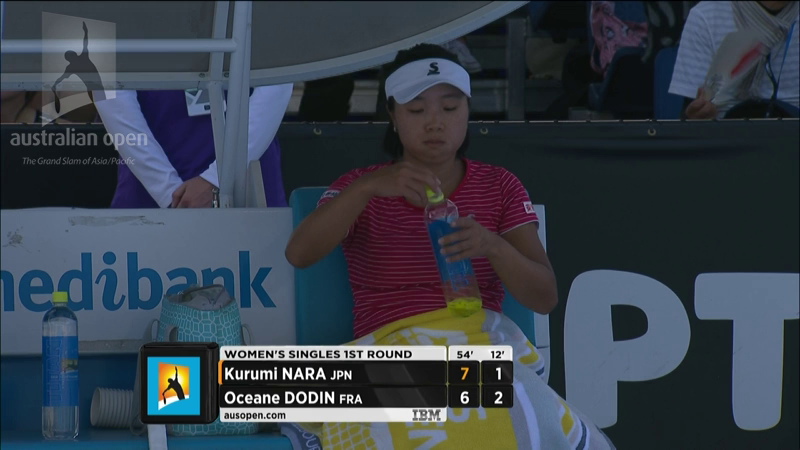 australian open
The Grand Slam of Asia/Pacific
medibank
PT
WOMEN'S SINGLES 1ST ROUND 54' 12'
Kurumi NARA JPN 7 1
Oceane DODIN FRA 6 2
ausopen.com IBM